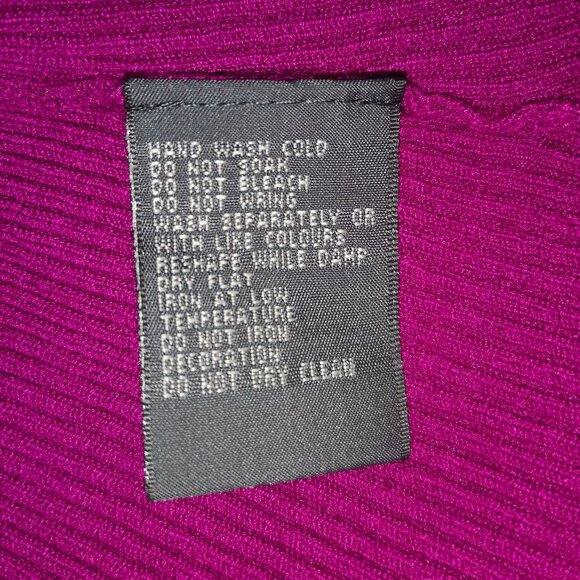 HAND WASH COLD
DO NOT SOAK
DO NOT BLEACH
DO NOT WRING
WASH SEPARATELY OR
WITH LIKE COLOURS
RESHAPE WHILE DAMP
DRY FLAT
IRON AT LOW
TEMPERATURE
DO NOT IRON
DECORATION
DO NOT DRY CLEAN